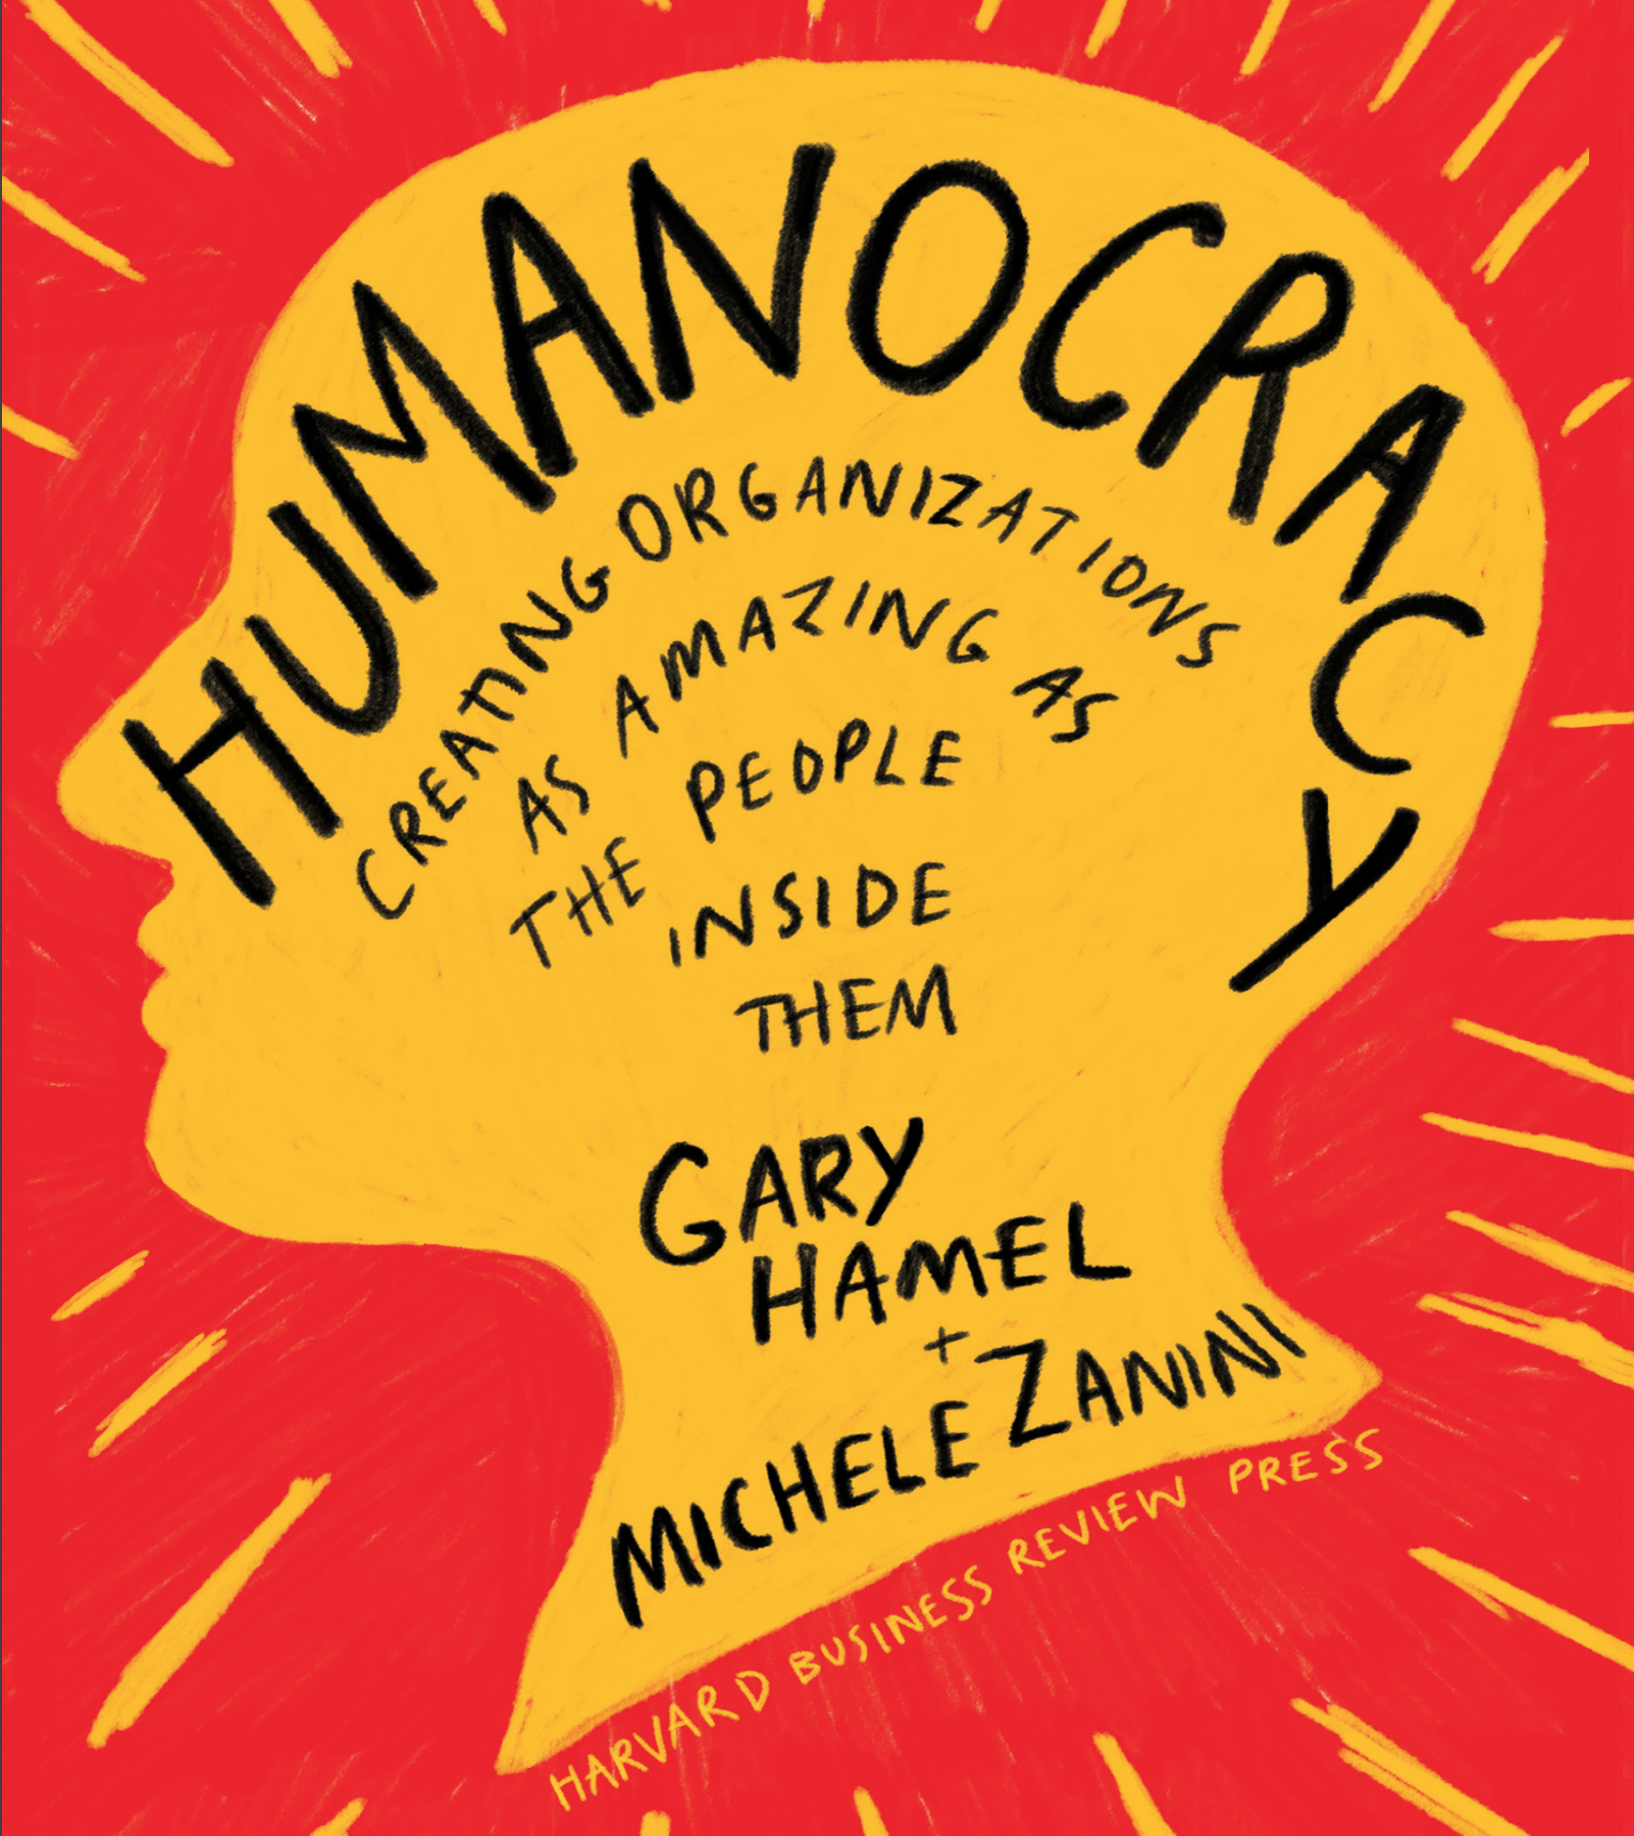 HUMANOCRACY
CREATING ORGANIZATIONS
AS AMAZING AS
THE PEOPLE
INSIDE
THEM
GARY
HAMEL
+
MICHELE ZANINI
HARVARD BUSINESS REVIEW PRESS